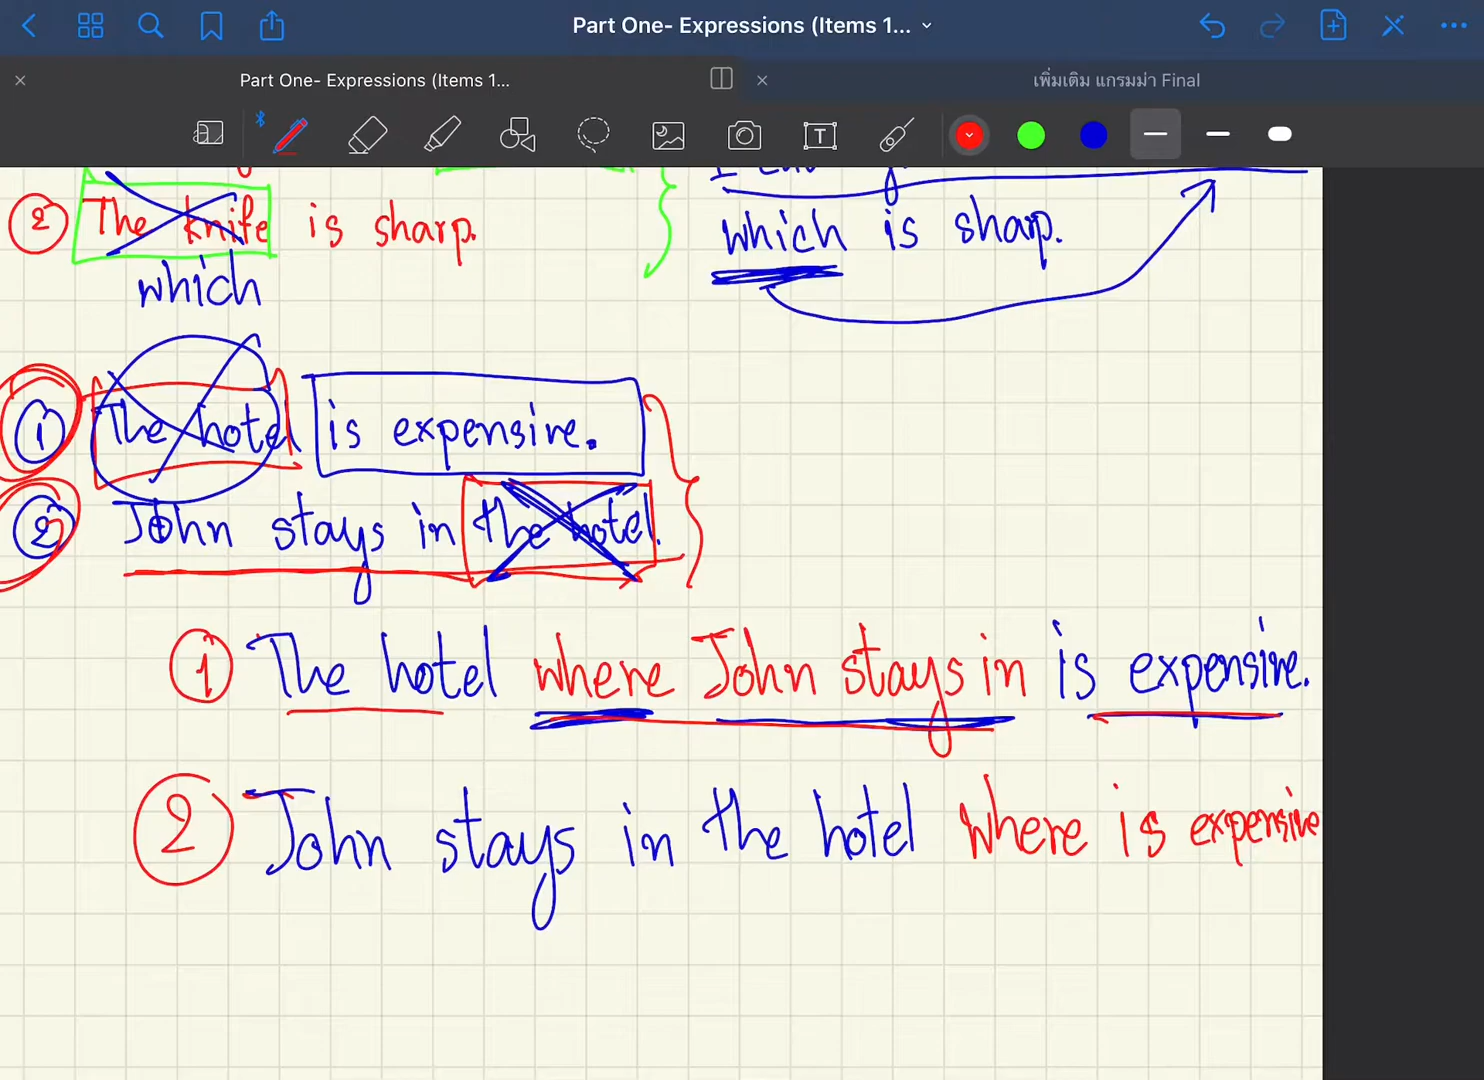 Part One- Expressions (Items 1...
Part One- Expressions (Items 1...
เพิ่มเติม แกรมม่า Final
② The knife is sharp.
which
which is sharp.
① The hotel is expensive.
② John stays in the hotel.
① The hotel where John stays in is expensive.
② John stays in the hotel where is expensive